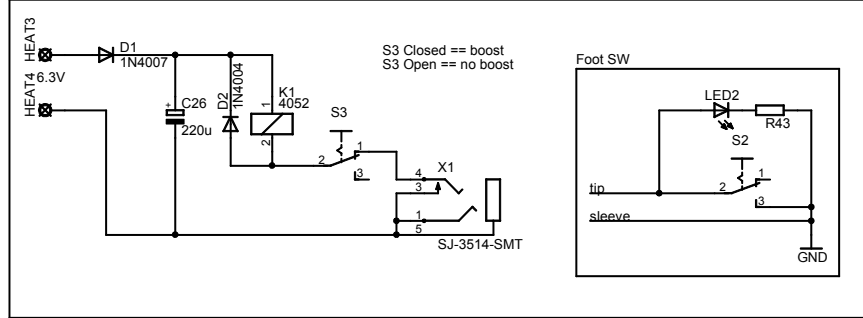 HEAT3
HEAT4
6.3V
D1
1N4007
+
C26
220u
D2
1N4004
K1
4052
1
2
S3 Closed == boost
S3 Open == no boost
S3
2
1
3
X1
4
3
1
5
SJ-3514-SMT
Foot SW
LED2
R43
S2
tip
2
1
3
sleeve
GND